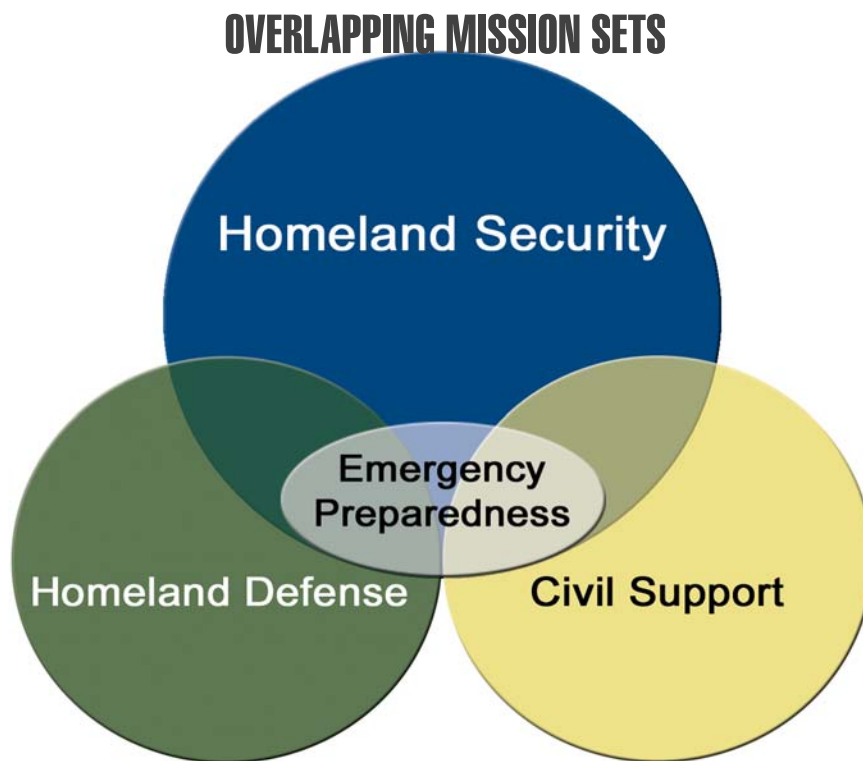 OVERLAPPING MISSION SETS
Homeland Security
Emergency
Preparedness
Homeland Defense
Civil Support